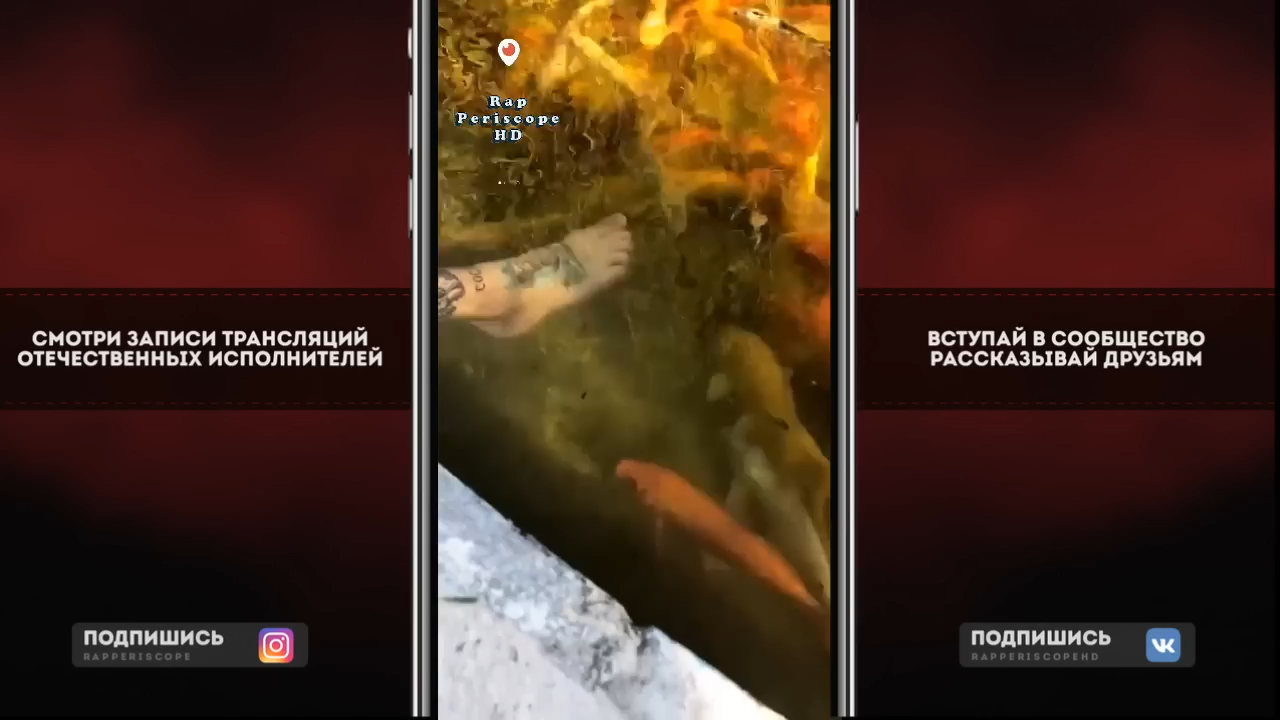 Rap
Periscope
HD
СМОТРИ ЗАПИСИ ТРАНСЛЯЦИЙ
ОТЕЧЕСТВЕННЫХ ИСПОЛНИТЕЛЕЙ
ВСТУПАЙ В СООБЩЕСТВО
РАССКАЗЫВАЙ ДРУЗЬЯМ
ПОДПИШИСЬ
RAPPERISCOPE
ПОДПИШИСЬ
RAPPERISCOPEHD